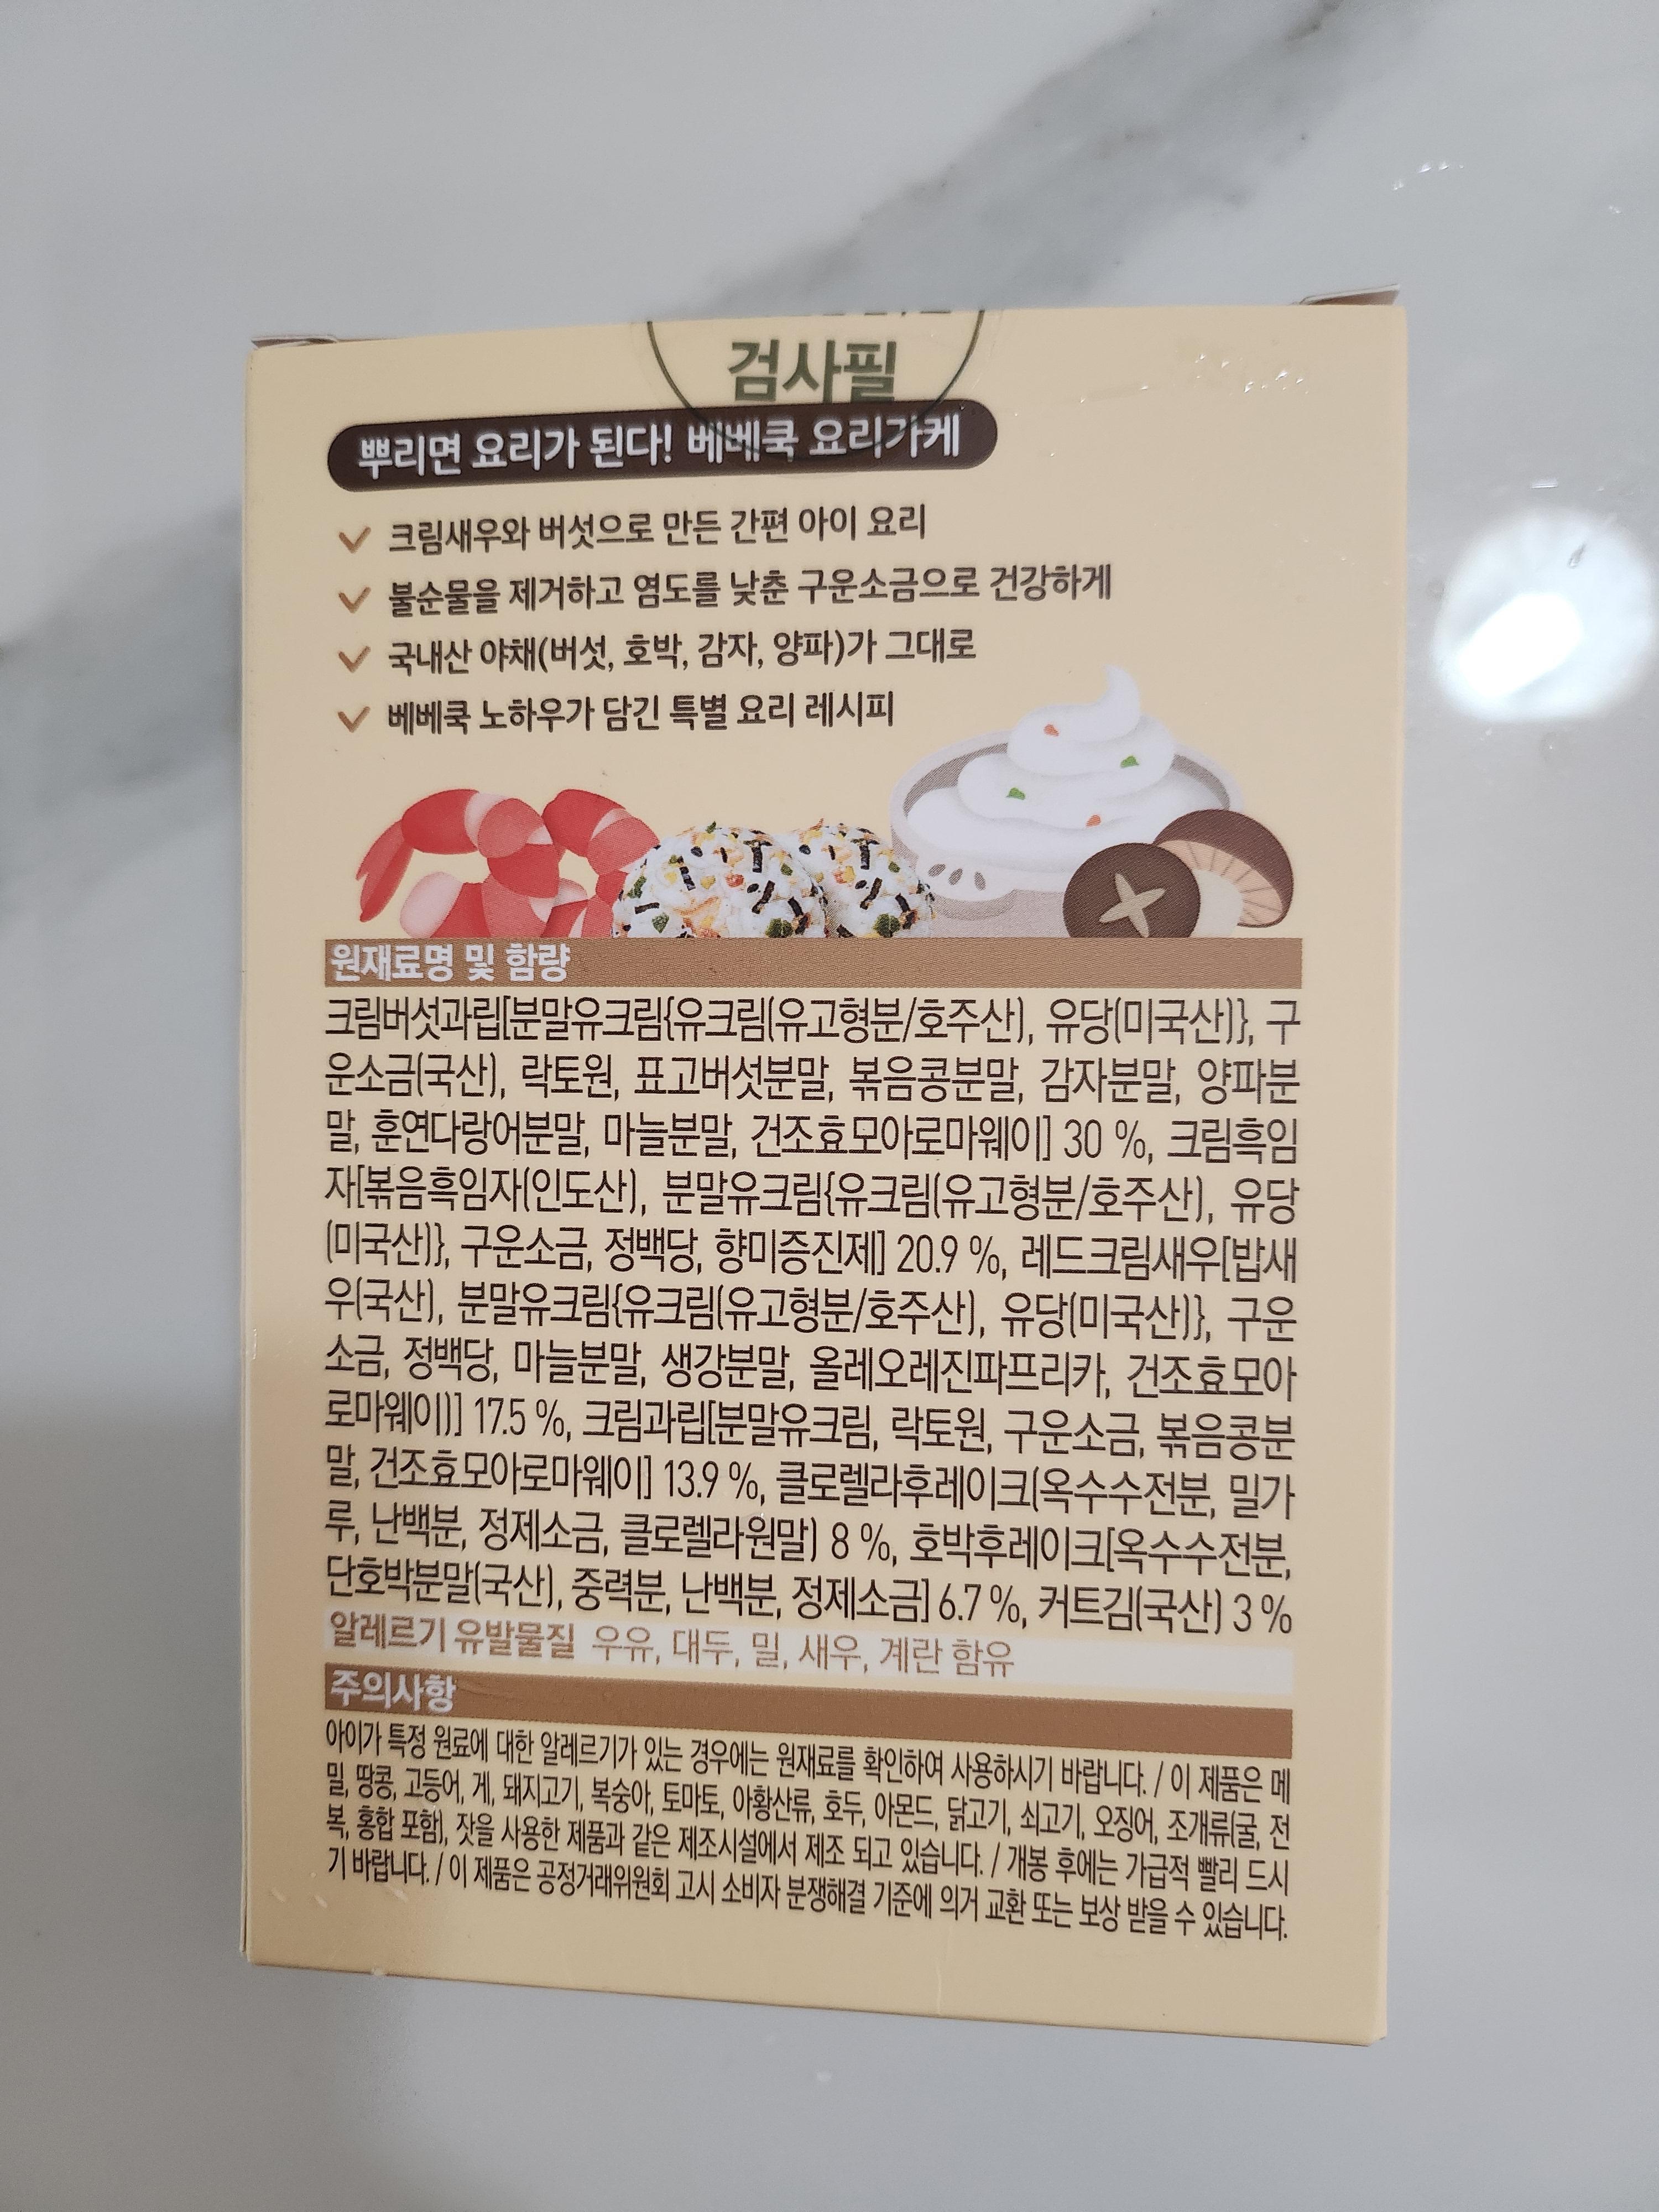 검사필
뿌리면 요리가 된다! 베베쿡 요리가케
크림새우와 버섯으로 만든 간편 아이 요리
불순물을 제거하고 염도를 낮춘 구운소금으로 건강하게
국내산 야채(버섯, 호박, 감자, 양파)가 그대로
베베쿡 노하우가 담긴 특별 요리 레시피
원재료명 및 함량
크림버섯과립[분말유크림{유크림(유고형분/호주산), 유당(미국산)}, 구
운소금(국산), 락토원, 표고버섯분말, 볶음콩분말, 감자분말, 양파분
말, 훈연다랑어분말, 마늘분말, 건조효모아로마웨이] 30 %, 크림흑임
자[볶음흑임자(인도산), 분말유크림{유크림(유고형분/호주산), 유당
(미국산)}, 구운소금, 정백당, 향미증진제] 20.9 %, 레드크림새우[밥새
우(국산), 분말유크림{유크림(유고형분/호주산), 유당(미국산)}, 구운
소금, 정백당, 마늘분말, 생강분말, 올레오레진파프리카, 건조효모아
로마웨이)] 17.5 %, 크림과립[분말유크림, 락토원, 구운소금, 볶음콩분
말, 건조효모아로마웨이] 13.9 %, 클로렐라후레이크(옥수수전분, 밀가
루, 난백분, 정제소금, 클로렐라원말) 8 %, 호박후레이크[옥수수전분,
단호박분말(국산), 중력분, 난백분, 정제소금] 6.7 %, 커트김(국산) 3 %
알레르기 유발물질 우유, 대두, 밀, 새우, 계란 함유
주의사항
아이가 특정 원료에 대한 알레르기가 있는 경우에는 원재료를 확인하여 사용하시기 바랍니다. / 이 제품은 메
밀, 땅콩, 고등어, 게, 돼지고기, 복숭아, 토마토, 아황산류, 호두, 아몬드, 닭고기, 쇠고기, 오징어, 조개류(굴, 전
복, 홍합 포함), 잣을 사용한 제품과 같은 제조시설에서 제조 되고 있습니다. / 개봉 후에는 가급적 빨리 드시
기 바랍니다. / 이 제품은 공정거래위원회 고시 소비자 분쟁해결 기준에 의거 교환 또는 보상 받을 수 있습니다.